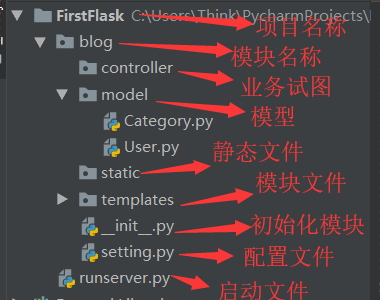 FirstFlask C:\Users\Think\PycharmProjects\
项目名称
blog
模块名称
controller
业务试图
model
模型
Category.py
User.py
静态文件
static
模块文件
templates
__init__.py
初始化模块
setting.py
配置文件
runserver.py
启动文件